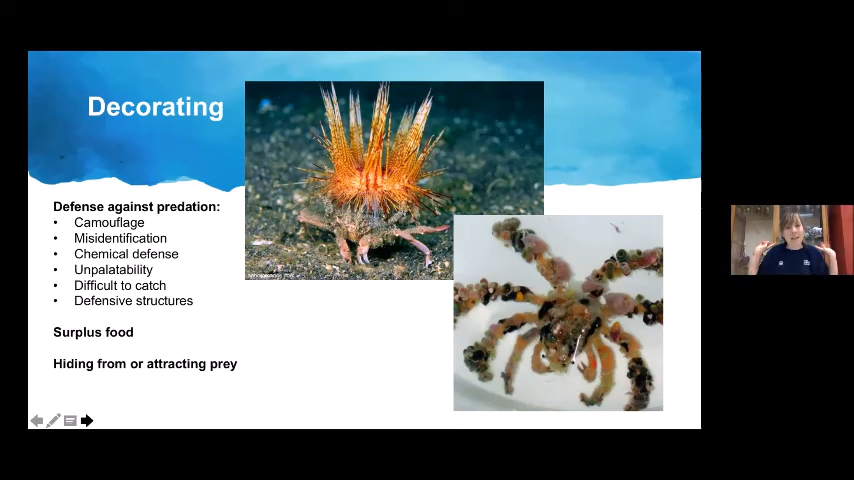 Decorating
Defense against predation:
• Camouflage
• Misidentification
• Chemical defense
• Unpalatability
• Difficult to catch
• Defensive structures
Surplus food
Hiding from or attracting prey